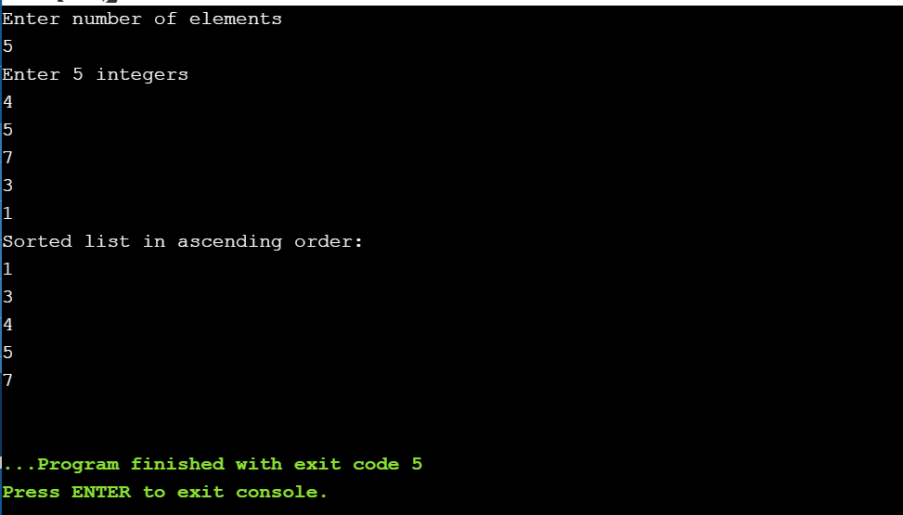 Enter number of elements
5
Enter 5 integers
4
5
7
3
1
Sorted list in ascending order:
1
3
4
5
7
...Program finished with exit code 5
Press ENTER to exit console.